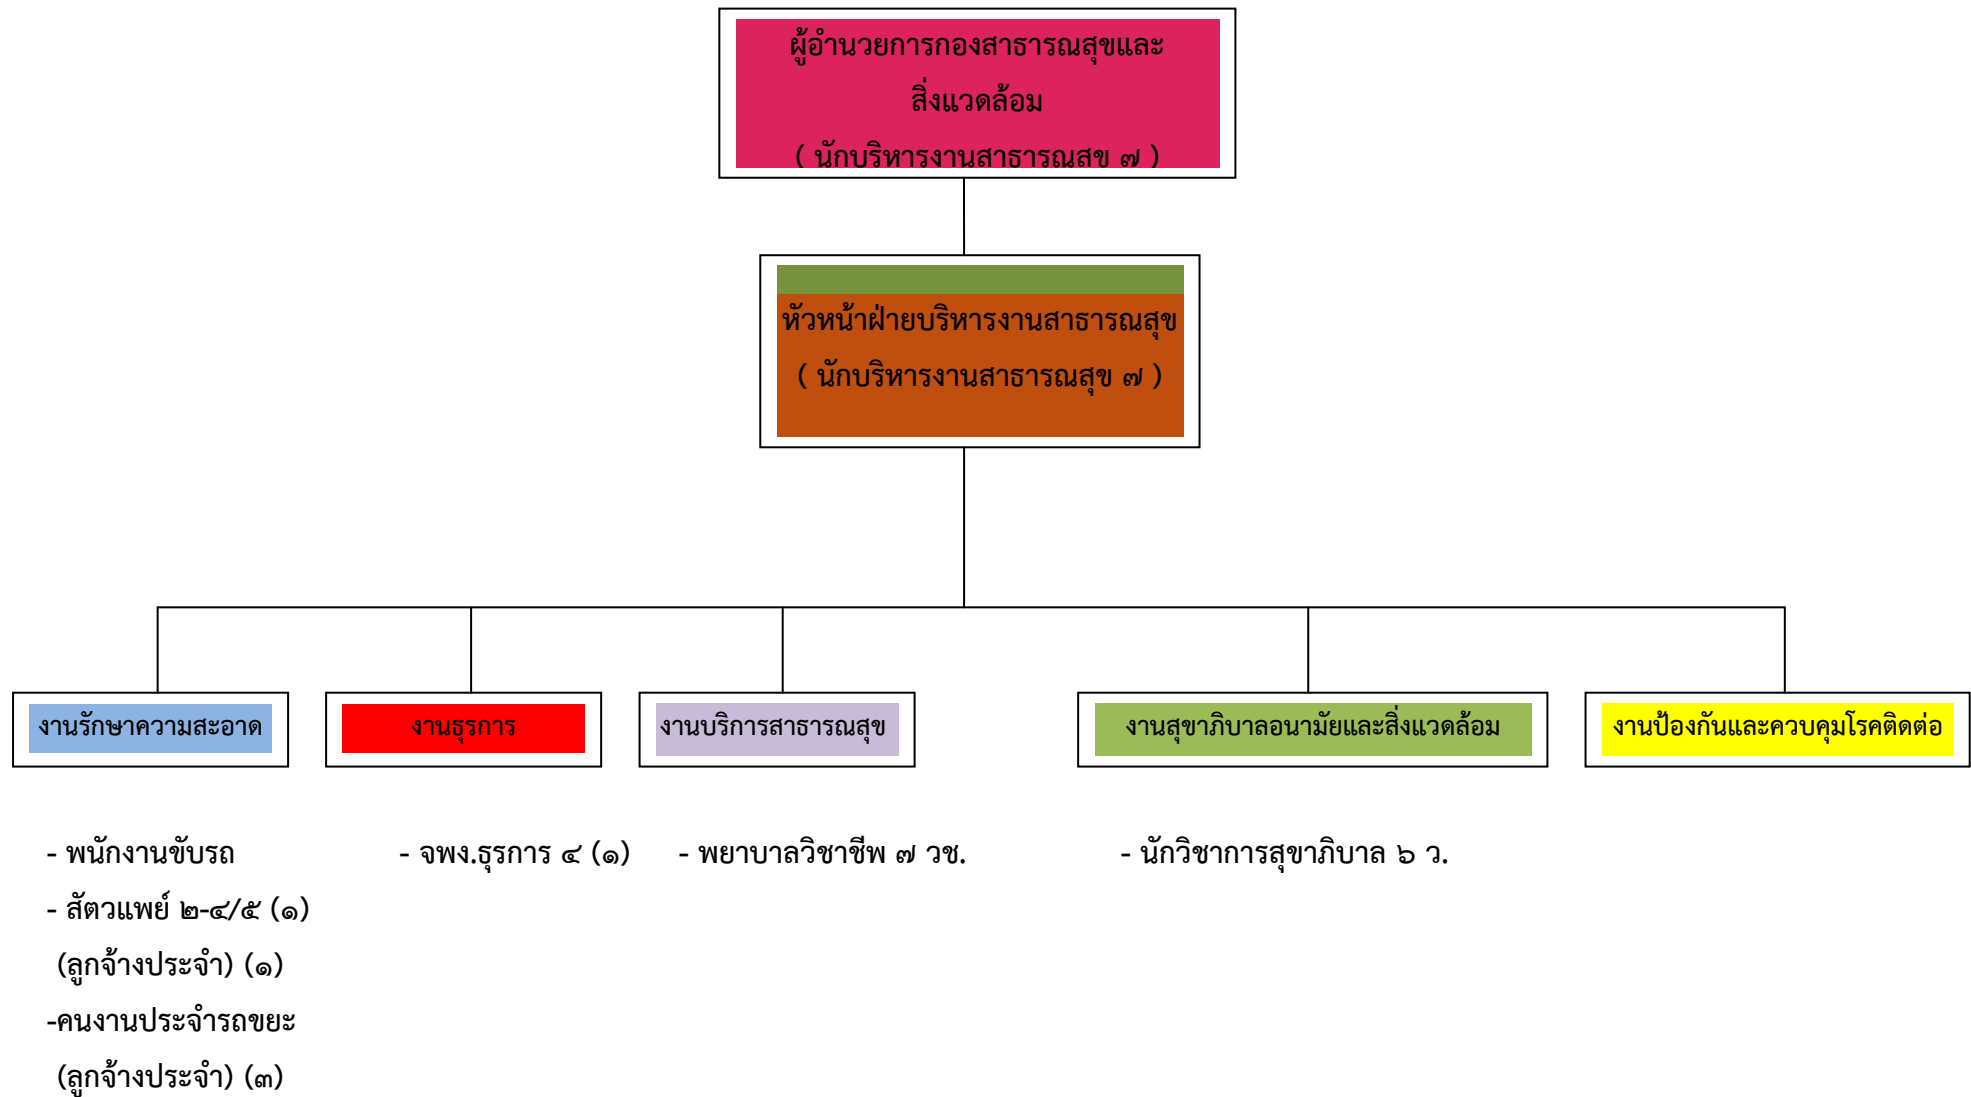 ผู้อำนวยการกองสาธารณสุขและ
สิ่งแวดล้อม
( นักบริหารงานสาธารณสุข ๗ )
หัวหน้าฝ่ายบริหารงานสาธารณสุข
( นักบริหารงานสาธารณสุข ๗ )
งานรักษาความสะอาด
งานธุรการ
งานบริการสาธารณสุข
งานสุขาภิบาลอนามัยและสิ่งแวดล้อม
งานป้องกันและควบคุมโรคติดต่อ
- พนักงานขับรถ
- สัตวแพย์ ๒-๔/๕ (๑)
(ลูกจ้างประจำ) (๑)
-คนงานประจำรถขยะ
(ลูกจ้างประจำ) (๓)
- จพง.ธุรการ ๔ (๑)
- พยาบาลวิชาชีพ ๗ วช.
- นักวิชาการสุขาภิบาล ๖ ว.